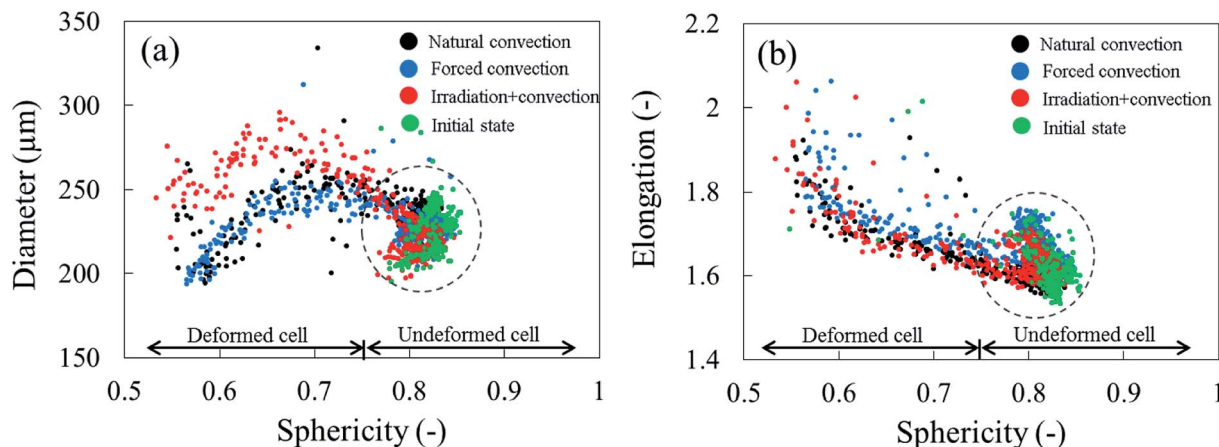 (a)
350
300
250
200
150
Diameter (μm)
Natural convection
Forced convection
Irradiation+convection
Initial state
Deformed cell
Undeformed cell
0.5
0.6
0.7
0.8
0.9
1
Sphericity (-)
(b)
2.2
2
1.8
1.6
1.4
Elongation (-)
Natural convection
Forced convection
Irradiation+convection
Initial state
Deformed cell
Undeformed cell
0.5
0.6
0.7
0.8
0.9
1
Sphericity (-)